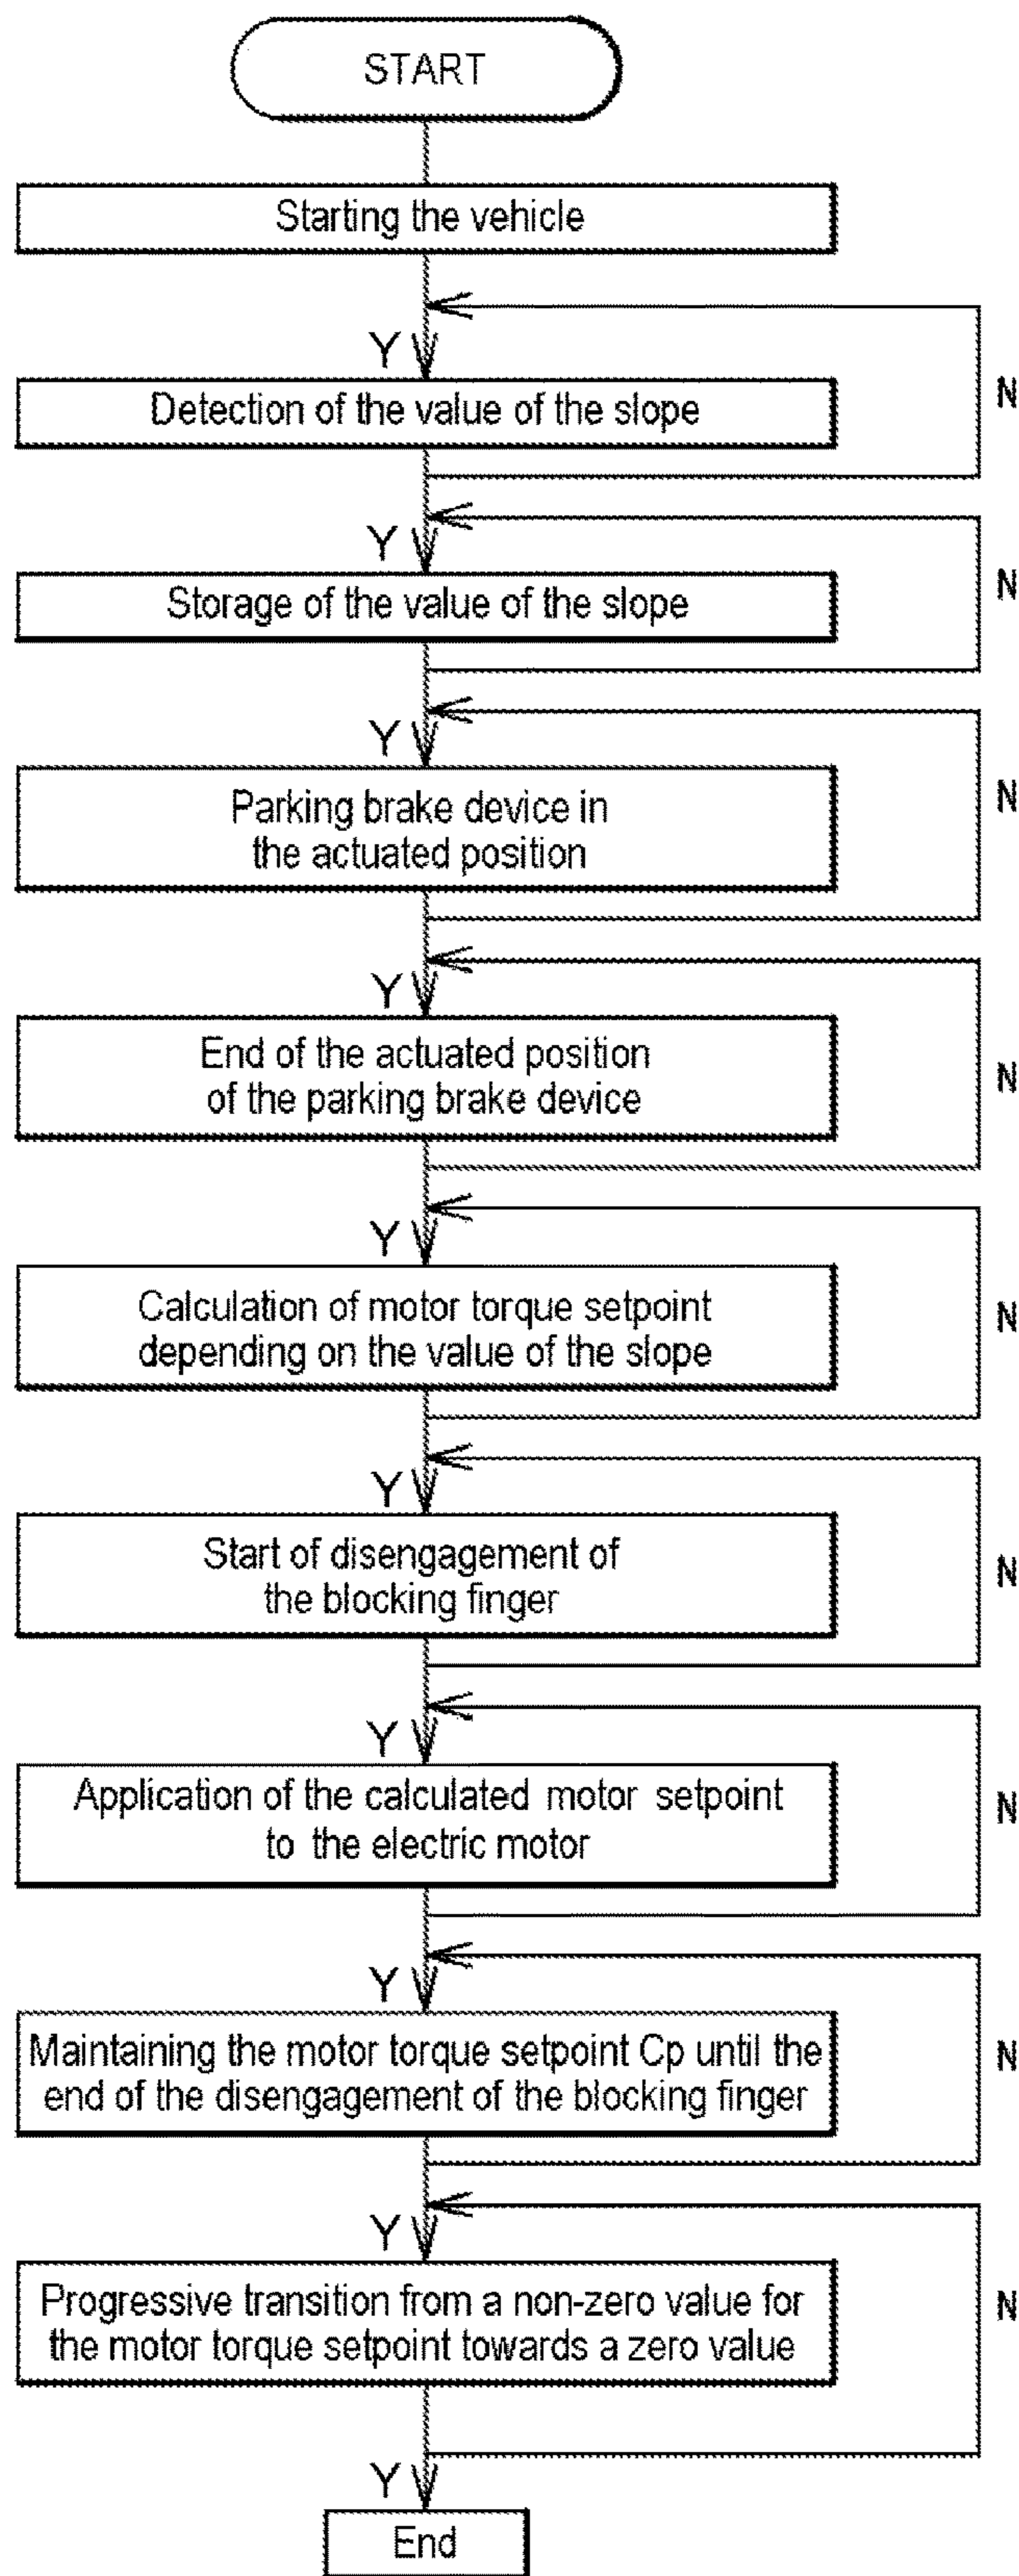 START
Starting the vehicle
Y
Detection of the value of the slope
N
Y
Storage of the value of the slope
N
Y
Parking brake device in
the actuated position
N
Y
End of the actuated position
of the parking brake device
N
Y
Calculation of motor torque setpoint
depending on the value of the slope
N
Y
Start of disengagement of
the blocking finger
N
Y
Application of the calculated motor setpoint
to the electric motor
N
Y
Maintaining the motor torque setpoint Cp until the
end of the disengagement of the blocking finger
N
Y
Progressive transition from a non-zero value for
the motor torque setpoint towards a zero value
N
Y
End